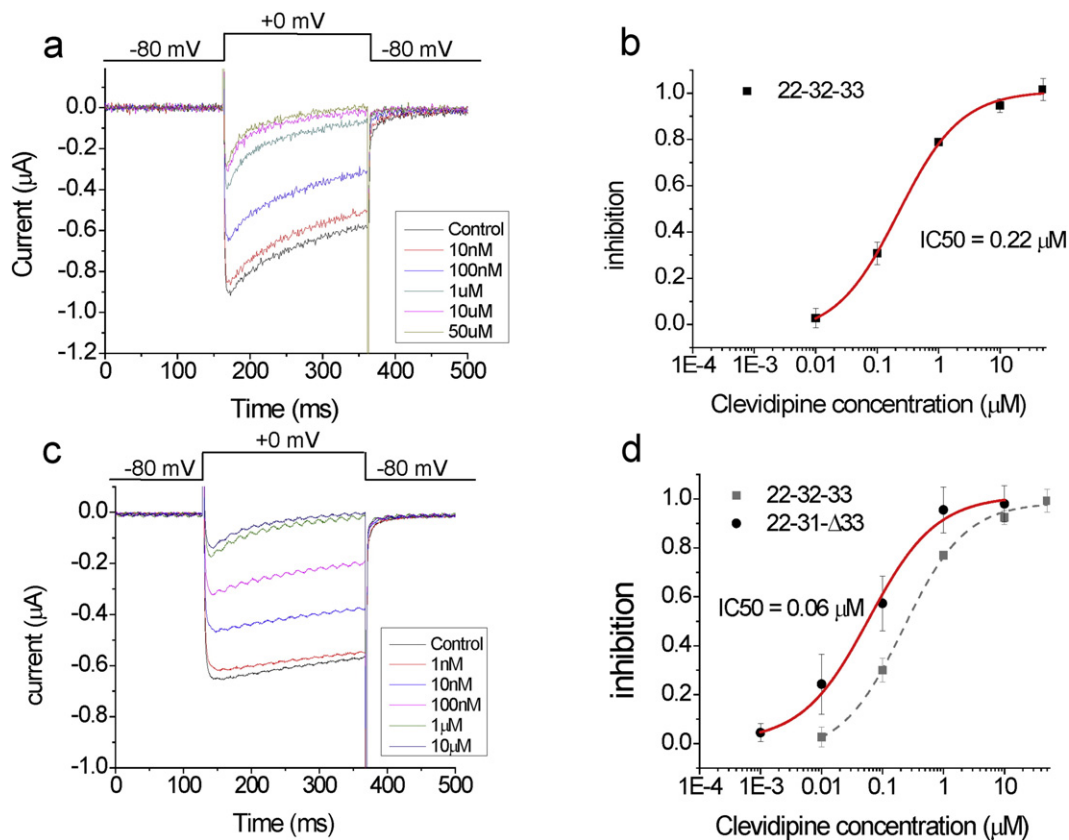 a
+0 mV
-80 mV
-80 mV
0.0
-0.2
-0.4
-0.6
-0.8
-1.0
-1.2
Current (µA)
Control
10nM
100nM
1uM
10uM
50uM
0 100 200 300 400 500
Time (ms)
b
22-32-33
1.0
0.8
0.6
0.4
0.2
0.0
inhibition
IC50 = 0.22 µM
1E-4 1E-3 0.01 0.1 1 10
Clevidipine concentration (µM)
c
+0 mV
-80 mV
-80 mV
0.0
-0.2
-0.4
-0.6
-0.8
-1.0
current (µA)
Control
1nM
10nM
100nM
1µM
10µM
0 100 200 300 400 500
Time (ms)
d
22-32-33
22-31-Δ33
1.0
0.8
0.6
0.4
0.2
0.0
inhibition
IC50 = 0.06 µM
1E-4 1E-3 0.01 0.1 1 10
Clevidipine concentration (µM)